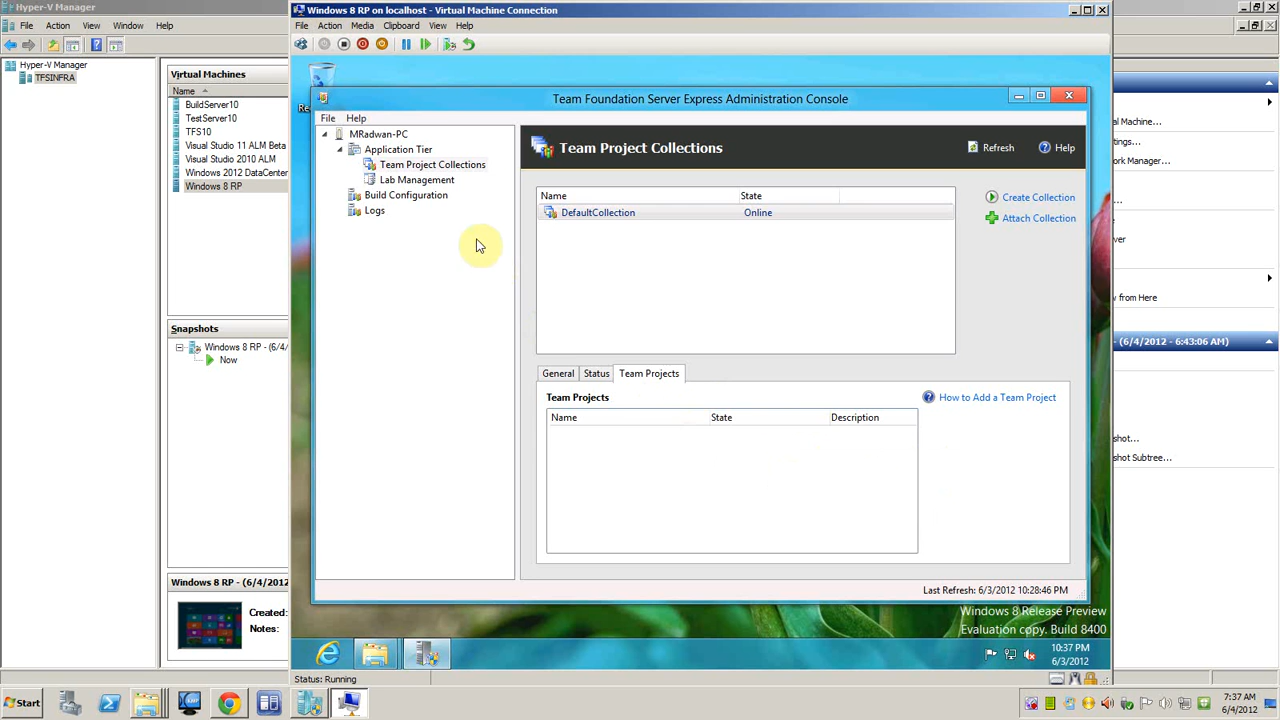 Hyper-V Manager
File Action View Window Help
Hyper-V Manager
TFSINFRA
Virtual Machines
Name
BuildServer10
TestServer10
TFS10
Visual Studio 11 ALM Beta
Visual Studio 2010 ALM
Windows 2012 DataCenter
Windows 8 RP
Snapshots
Windows 8 RP - (6/4/
Now
Windows 8 RP - (6/4/2012
Created:
Notes:
Windows 8 RP on localhost - Virtual Machine Connection
File Action Media Clipboard View Help
Team Foundation Server Express Administration Console
File Help
MRadwan-PC
Application Tier
Team Project Collections
Lab Management
Build Configuration
Logs
Team Project Collections
Refresh Help
Name State
DefaultCollection Online
Create Collection
Attach Collection
General Status Team Projects
Team Projects
How to Add a Team Project
Name State Description
Last Refresh: 6/3/2012 10:28:46 PM
Windows 8 Release Preview
Evaluation copy. Build 8400
10:37 PM
6/3/2012
Status: Running
Machine...
Work Manager...
erver
w from Here
- (6/4/2012 - 6:43:06 AM)
shot...
shot Subtree...
Start
7:37 AM
6/4/2012